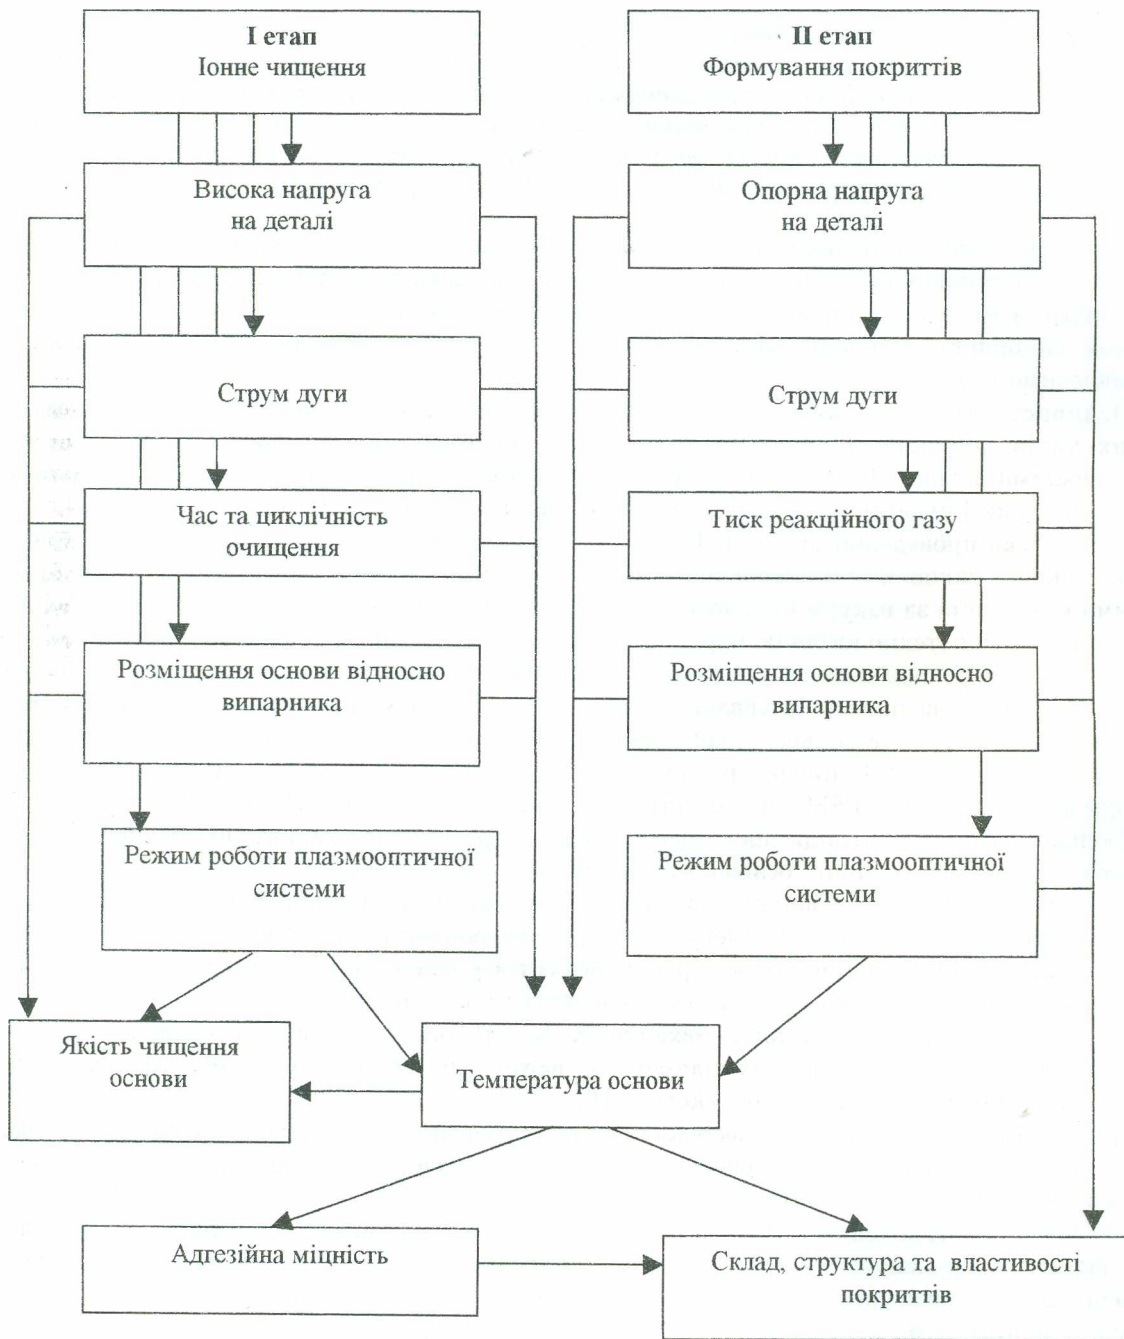 I етап
Іонне чищення
II етап
Формування покриттів
Висока напруга
на деталі
Опорна напруга
на деталі
Струм дуги
Струм дуги
Час та циклічність
очищення
Тиск реакційного газу
Розміщення основи відносно
випарника
Розміщення основи відносно
випарника
Режим роботи плазмооптичної
системи
Режим роботи плазмооптичної
системи
Якість чищення
основи
Температура основи
Адгезійна міцність
Склад, структура та властивості
покриттів